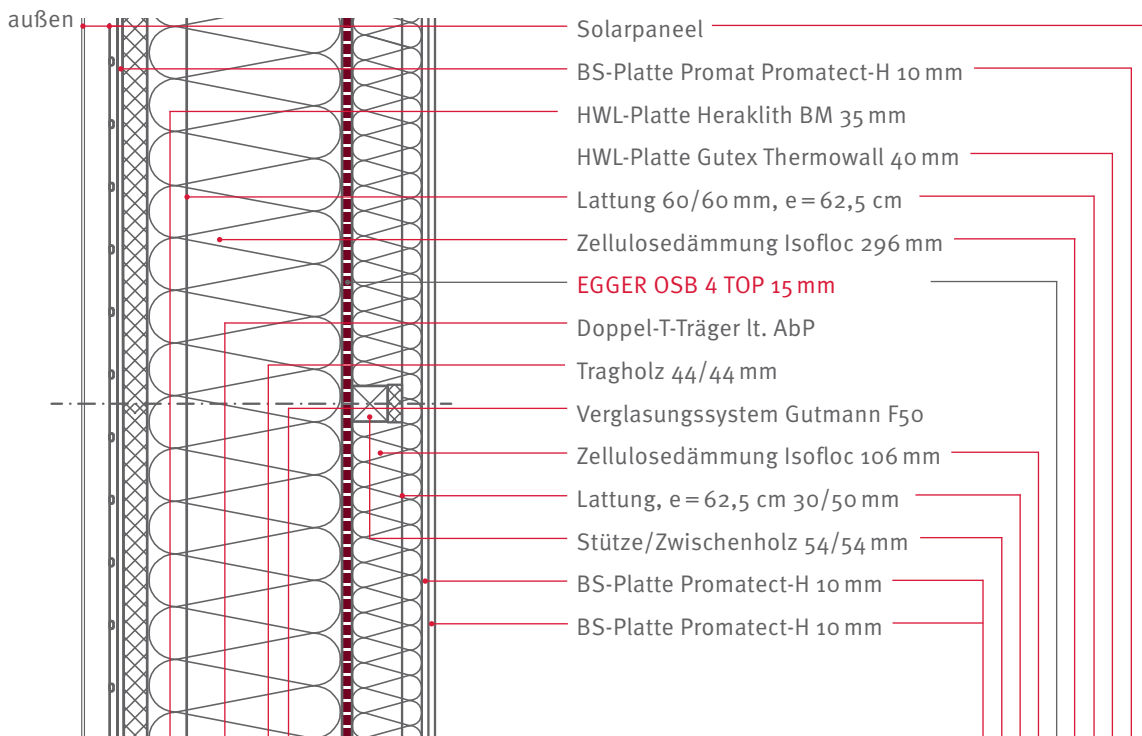 außen
Solarpaneel
BS-Platte Promat Promatect-H 10 mm
HWL-Platte Heraklith BM 35 mm
HWL-Platte Gutex Thermowall 40 mm
Lattung 60/60 mm, e = 62,5 cm
Zellulosedämmung Isofloc 296 mm
EGGER OSB 4 TOP 15 mm
Doppel-T-Träger lt. AbP
Tragholz 44/44 mm
Verglasungssystem Gutmann F50
Zellulosedämmung Isofloc 106 mm
Lattung, e = 62,5 cm 30/50 mm
Stütze/Zwischenholz 54/54 mm
BS-Platte Promatect-H 10 mm
BS-Platte Promatect-H 10 mm